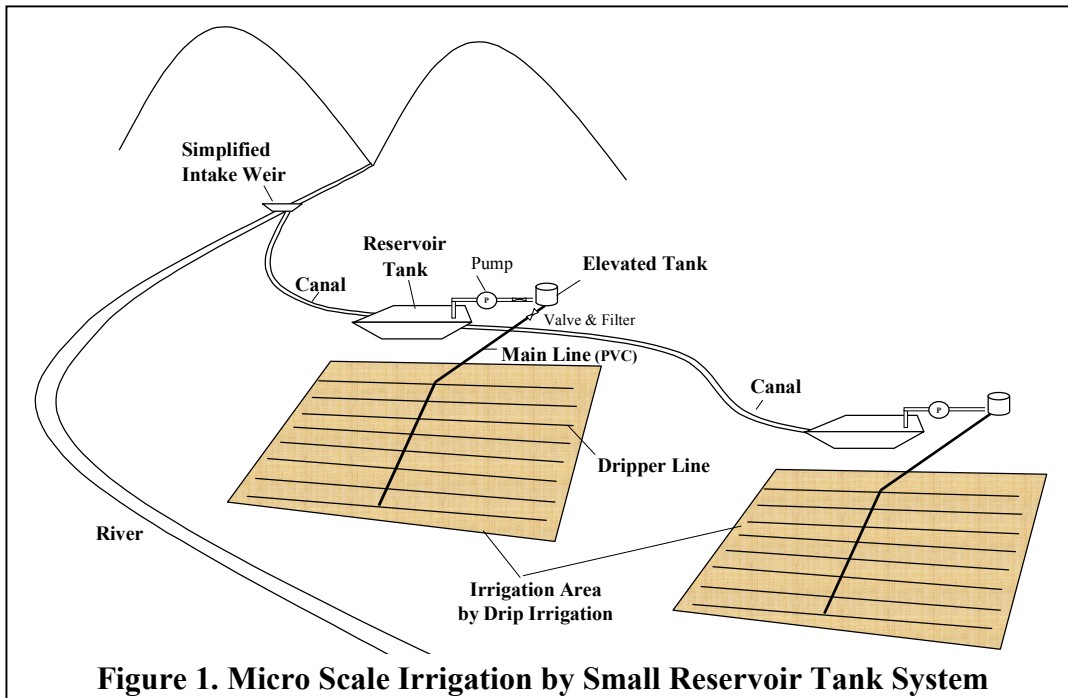 Simplified
Intake Weir
Reservoir
Tank
Pump
Elevated Tank
Canal
P
Valve & Filter
Main Line (PVC)
Canal
P
Dripper Line
River
Irrigation Area
by Drip Irrigation
Figure 1. Micro Scale Irrigation by Small Reservoir Tank System